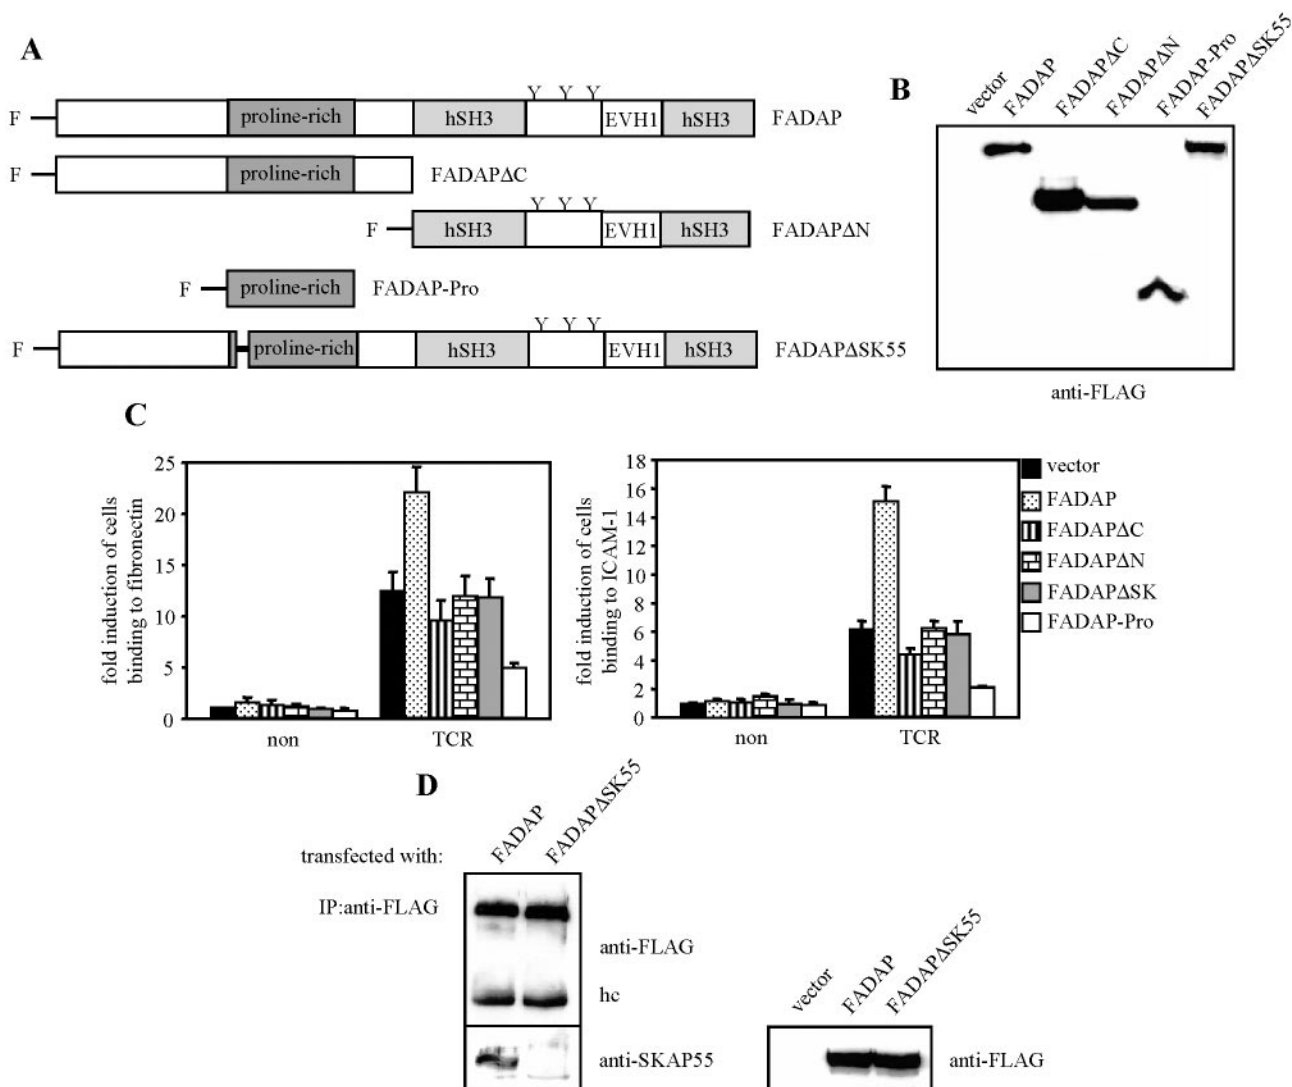 A
F
proline-rich
hSH3
Y Y Y
EVH1
hSH3
FADAP
F
proline-rich
FADAPΔC
F
hSH3
Y Y Y
EVH1
hSH3
FADAPΔN
F
proline-rich
FADAP-Pro
F
proline-rich
hSH3
Y Y Y
EVH1
hSH3
FADAPΔSK55
B
vector
FADAP
FADAPΔC
FADAPΔN
FADAP-Pro
FADAPΔSK55
anti-FLAG
C
fold induction of cells
binding to fibronectin
25
20
15
10
5
0
non
TCR
fold induction of cells
binding to ICAM-1
18
16
14
12
10
8
6
4
2
0
non
TCR
vector
FADAP
FADAPΔC
FADAPΔN
FADAPΔSK
FADAP-Pro
D
transfected with:
FADAP
FADAPΔSK55
IP:anti-FLAG
anti-FLAG
hc
anti-SKAP55
vector
FADAP
FADAPΔSK55
anti-FLAG